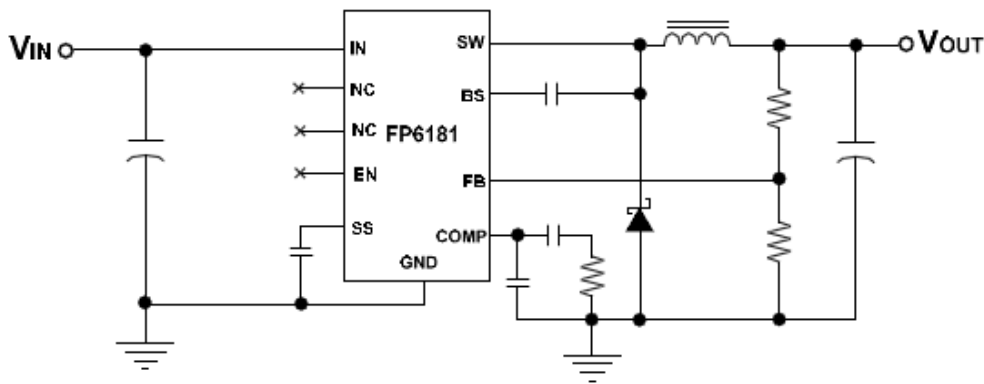 VIN
IN
SW
VOUT
NC
BS
NC
FP6181
EN
FB
SS
COMP
GND